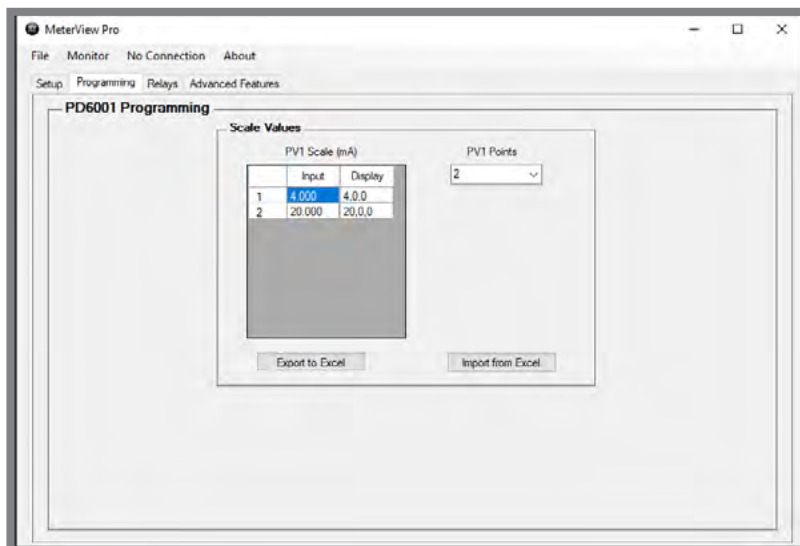 MeterView Pro
File Monitor No Connection About
Setup Programming Relays Advanced Features
PD6001 Programming
Scale Values
PV1 Scale (mA)
PV1 Points
Input Display
2
1 4.000 4,0.0
2 20.000 20,0,0
Export to Excel
Import from Excel